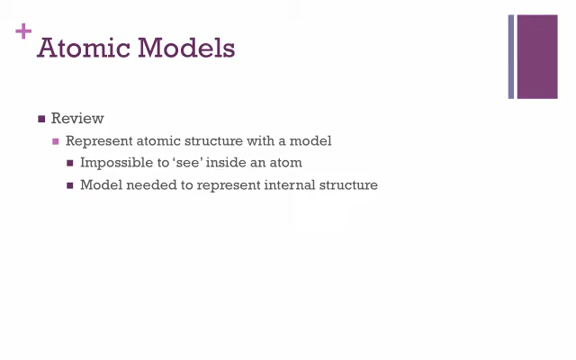 +
Atomic Models
Review
Represent atomic structure with a model
Impossible to ‘see’ inside an atom
Model needed to represent internal structure